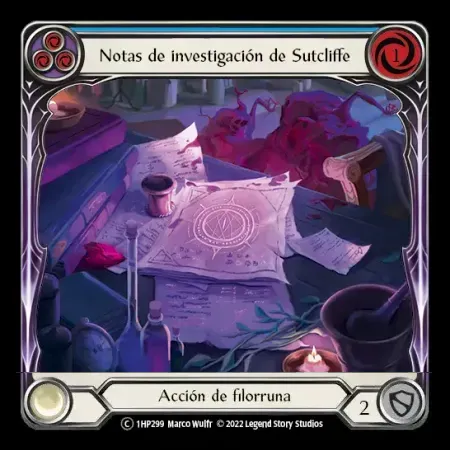 Notas de investigación de Sutcliffe
1
Acción de filorruna
2
C 1HP299 Marco Wulfr © 2022 Legend Story Studios